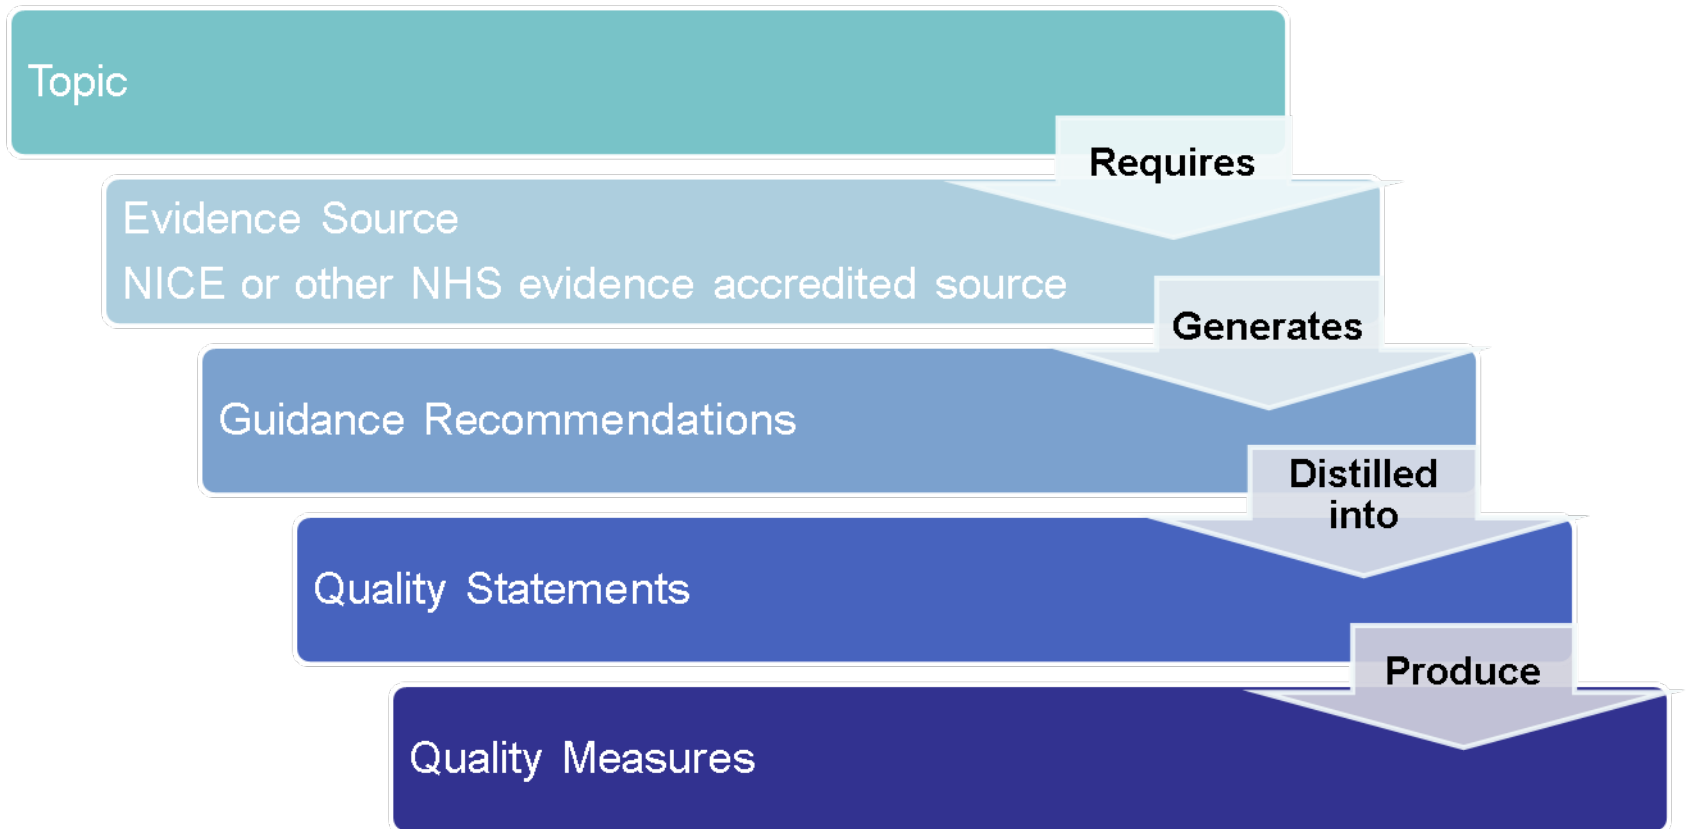 Topic
Requires
Evidence Source
NICE or other NHS evidence accredited source
Generates
Guidance Recommendations
Distilled
into
Quality Statements
Produce
Quality Measures